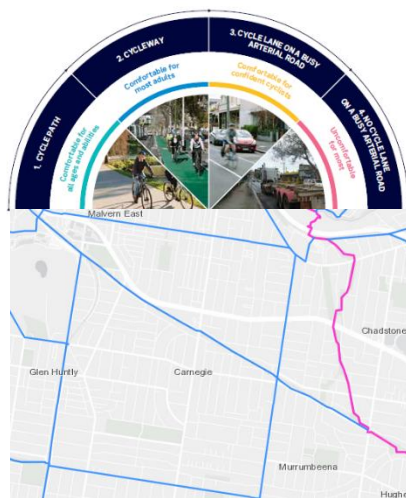 1. CYCLE PATH
2. CYCLEWAY
3. CYCLE LANE ON A BUSY
ARTERIAL ROAD
4. NO CYCLE LANE
ON A BUSY ARTERIAL ROAD
Comfortable for
all ages and abilities
Comfortable for
most adults
Comfortable for
confident cyclists
Uncomfortable
for most
Malvern East
Chadstone
Glen Huntly
Carnegie
Murrumbeena
Hughe